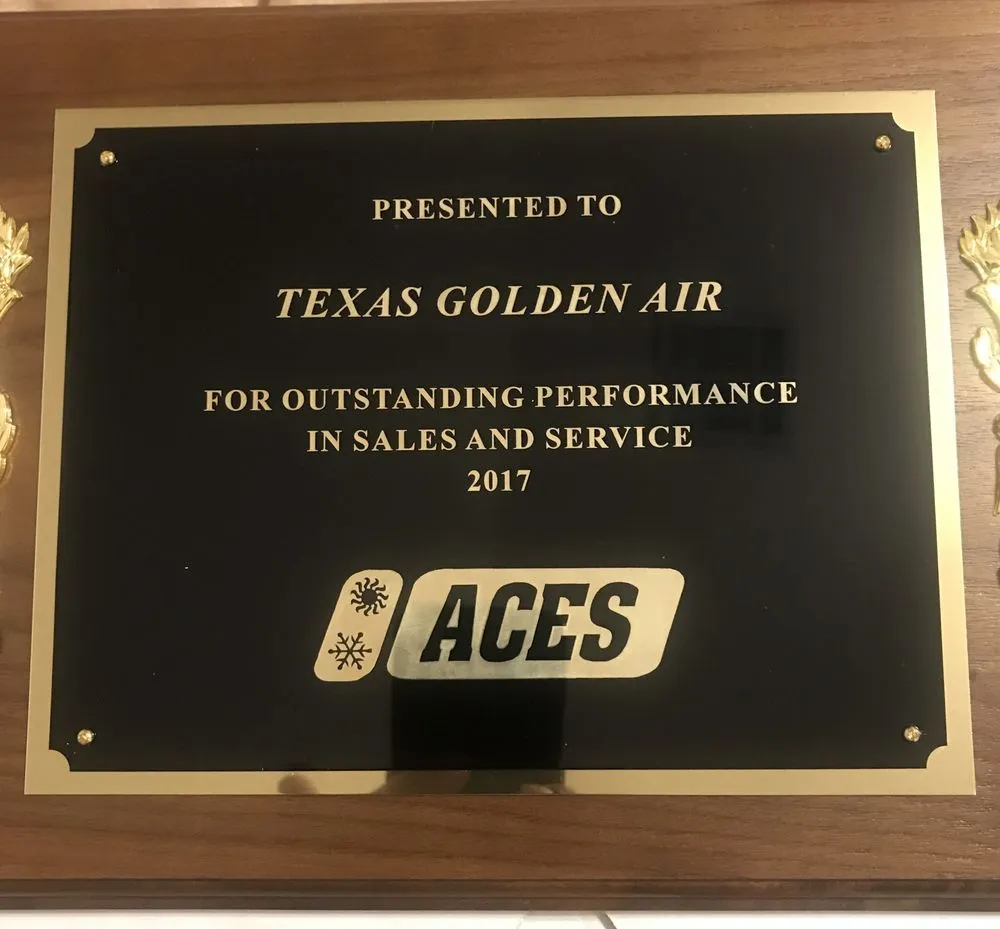 PRESENTED TO
TEXAS GOLDEN AIR
FOR OUTSTANDING PERFORMANCE
IN SALES AND SERVICE
2017
ACES